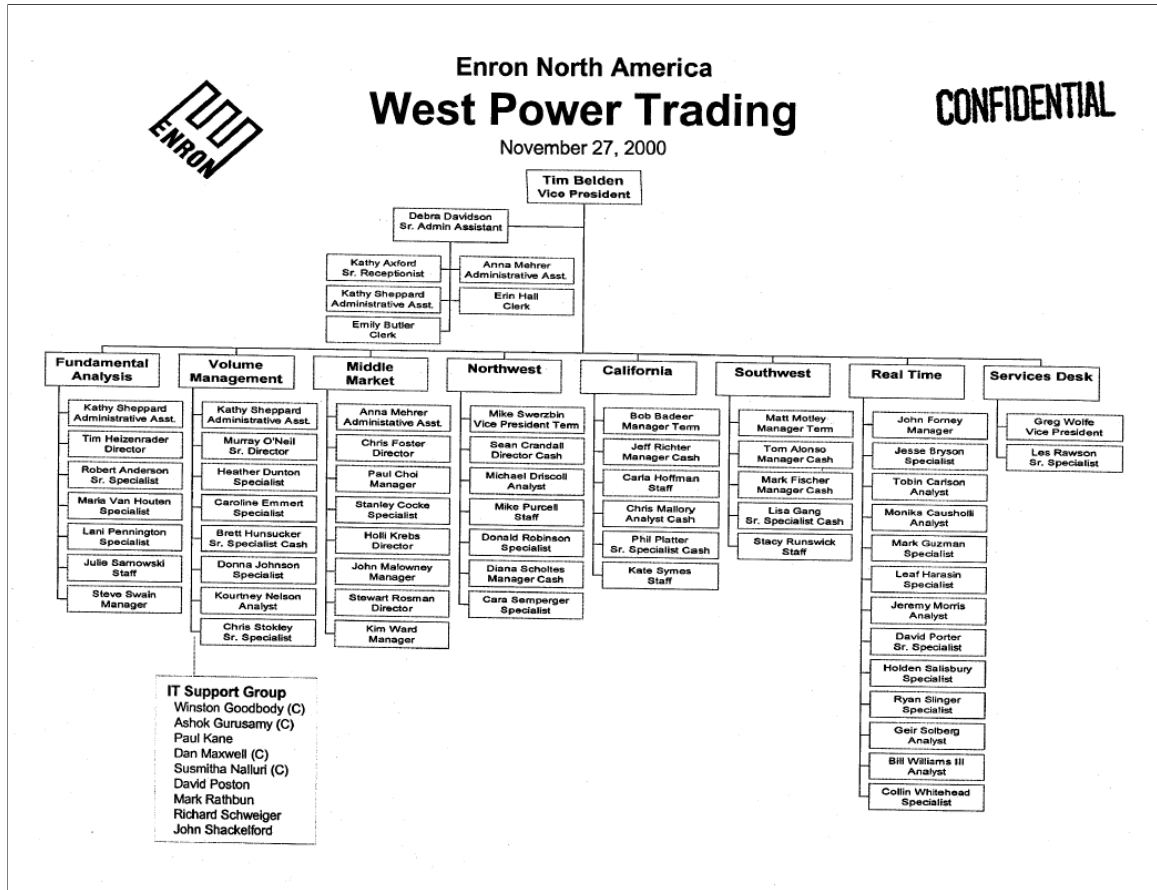 Enron North America
West Power Trading
November 27, 2000
ENRON
CONFIDENTIAL
Tim Belden
Vice President
Debra Davidson
Sr. Admin Assistant
Kathy Axford
Sr. Receptionist
Anna Mehrer
Administrative Asst.
Kathy Sheppard
Administrative Asst.
Erin Hall
Clerk
Emily Butler
Clerk
Fundamental
Analysis
Kathy Sheppard
Administrative Asst.
Tim Heizenrader
Director
Robert Anderson
Sr. Specialist
Maria Van Houten
Specialist
Lani Pennington
Specialist
Julie Sarnowski
Staff
Steve Swain
Manager
Volume
Management
Kathy Sheppard
Administrative Asst.
Murray O'Neil
Sr. Director
Heather Dunton
Specialist
Caroline Emmert
Specialist
Brett Hunsucker
Sr. Specialist Cash
Donna Johnson
Specialist
Kourtney Nelson
Analyst
Chris Stokley
Sr. Specialist
IT Support Group
Winston Goodbody (C)
Ashok Gurusamy (C)
Paul Kane
Dan Maxwell (C)
Susmitha Nalluri (C)
David Poston
Mark Rathbun
Richard Schweiger
John Shackelford
Middle
Market
Anna Mehrer
Administative Asst.
Chris Foster
Director
Paul Choi
Manager
Stanley Cocke
Specialist
Holli Krebs
Director
John Malowney
Manager
Stewart Rosman
Director
Kim Ward
Manager
Northwest
Mike Swerzbin
Vice President Term
Sean Crandall
Director Cash
Michael Driscoll
Analyst
Mike Purcell
Staff
Donald Robinson
Specialist
Diana Scholtes
Manager Cash
Cara Semperger
Specialist
California
Bob Badeer
Manager Term
Jeff Richter
Manager Cash
Carla Hoffman
Staff
Chris Mallory
Analyst Cash
Phil Platter
Sr. Specialist Cash
Kate Symes
Staff
Southwest
Matt Motley
Manager Term
Tom Alonso
Manager Cash
Mark Fischer
Manager Cash
Lisa Gang
Sr. Specialist Cash
Stacy Runswick
Staff
Real Time
John Forney
Manager
Jesse Bryson
Specialist
Tobin Carlson
Analyst
Monika Causholli
Analyst
Mark Guzman
Specialist
Leaf Harasin
Specialist
Jeremy Morris
Analyst
David Porter
Sr. Specialist
Holden Salisbury
Specialist
Ryan Slinger
Specialist
Geir Solberg
Analyst
Bill Williams III
Analyst
Collin Whitehead
Specialist
Services Desk
Greg Wolfe
Vice President
Les Rawson
Sr. Specialist